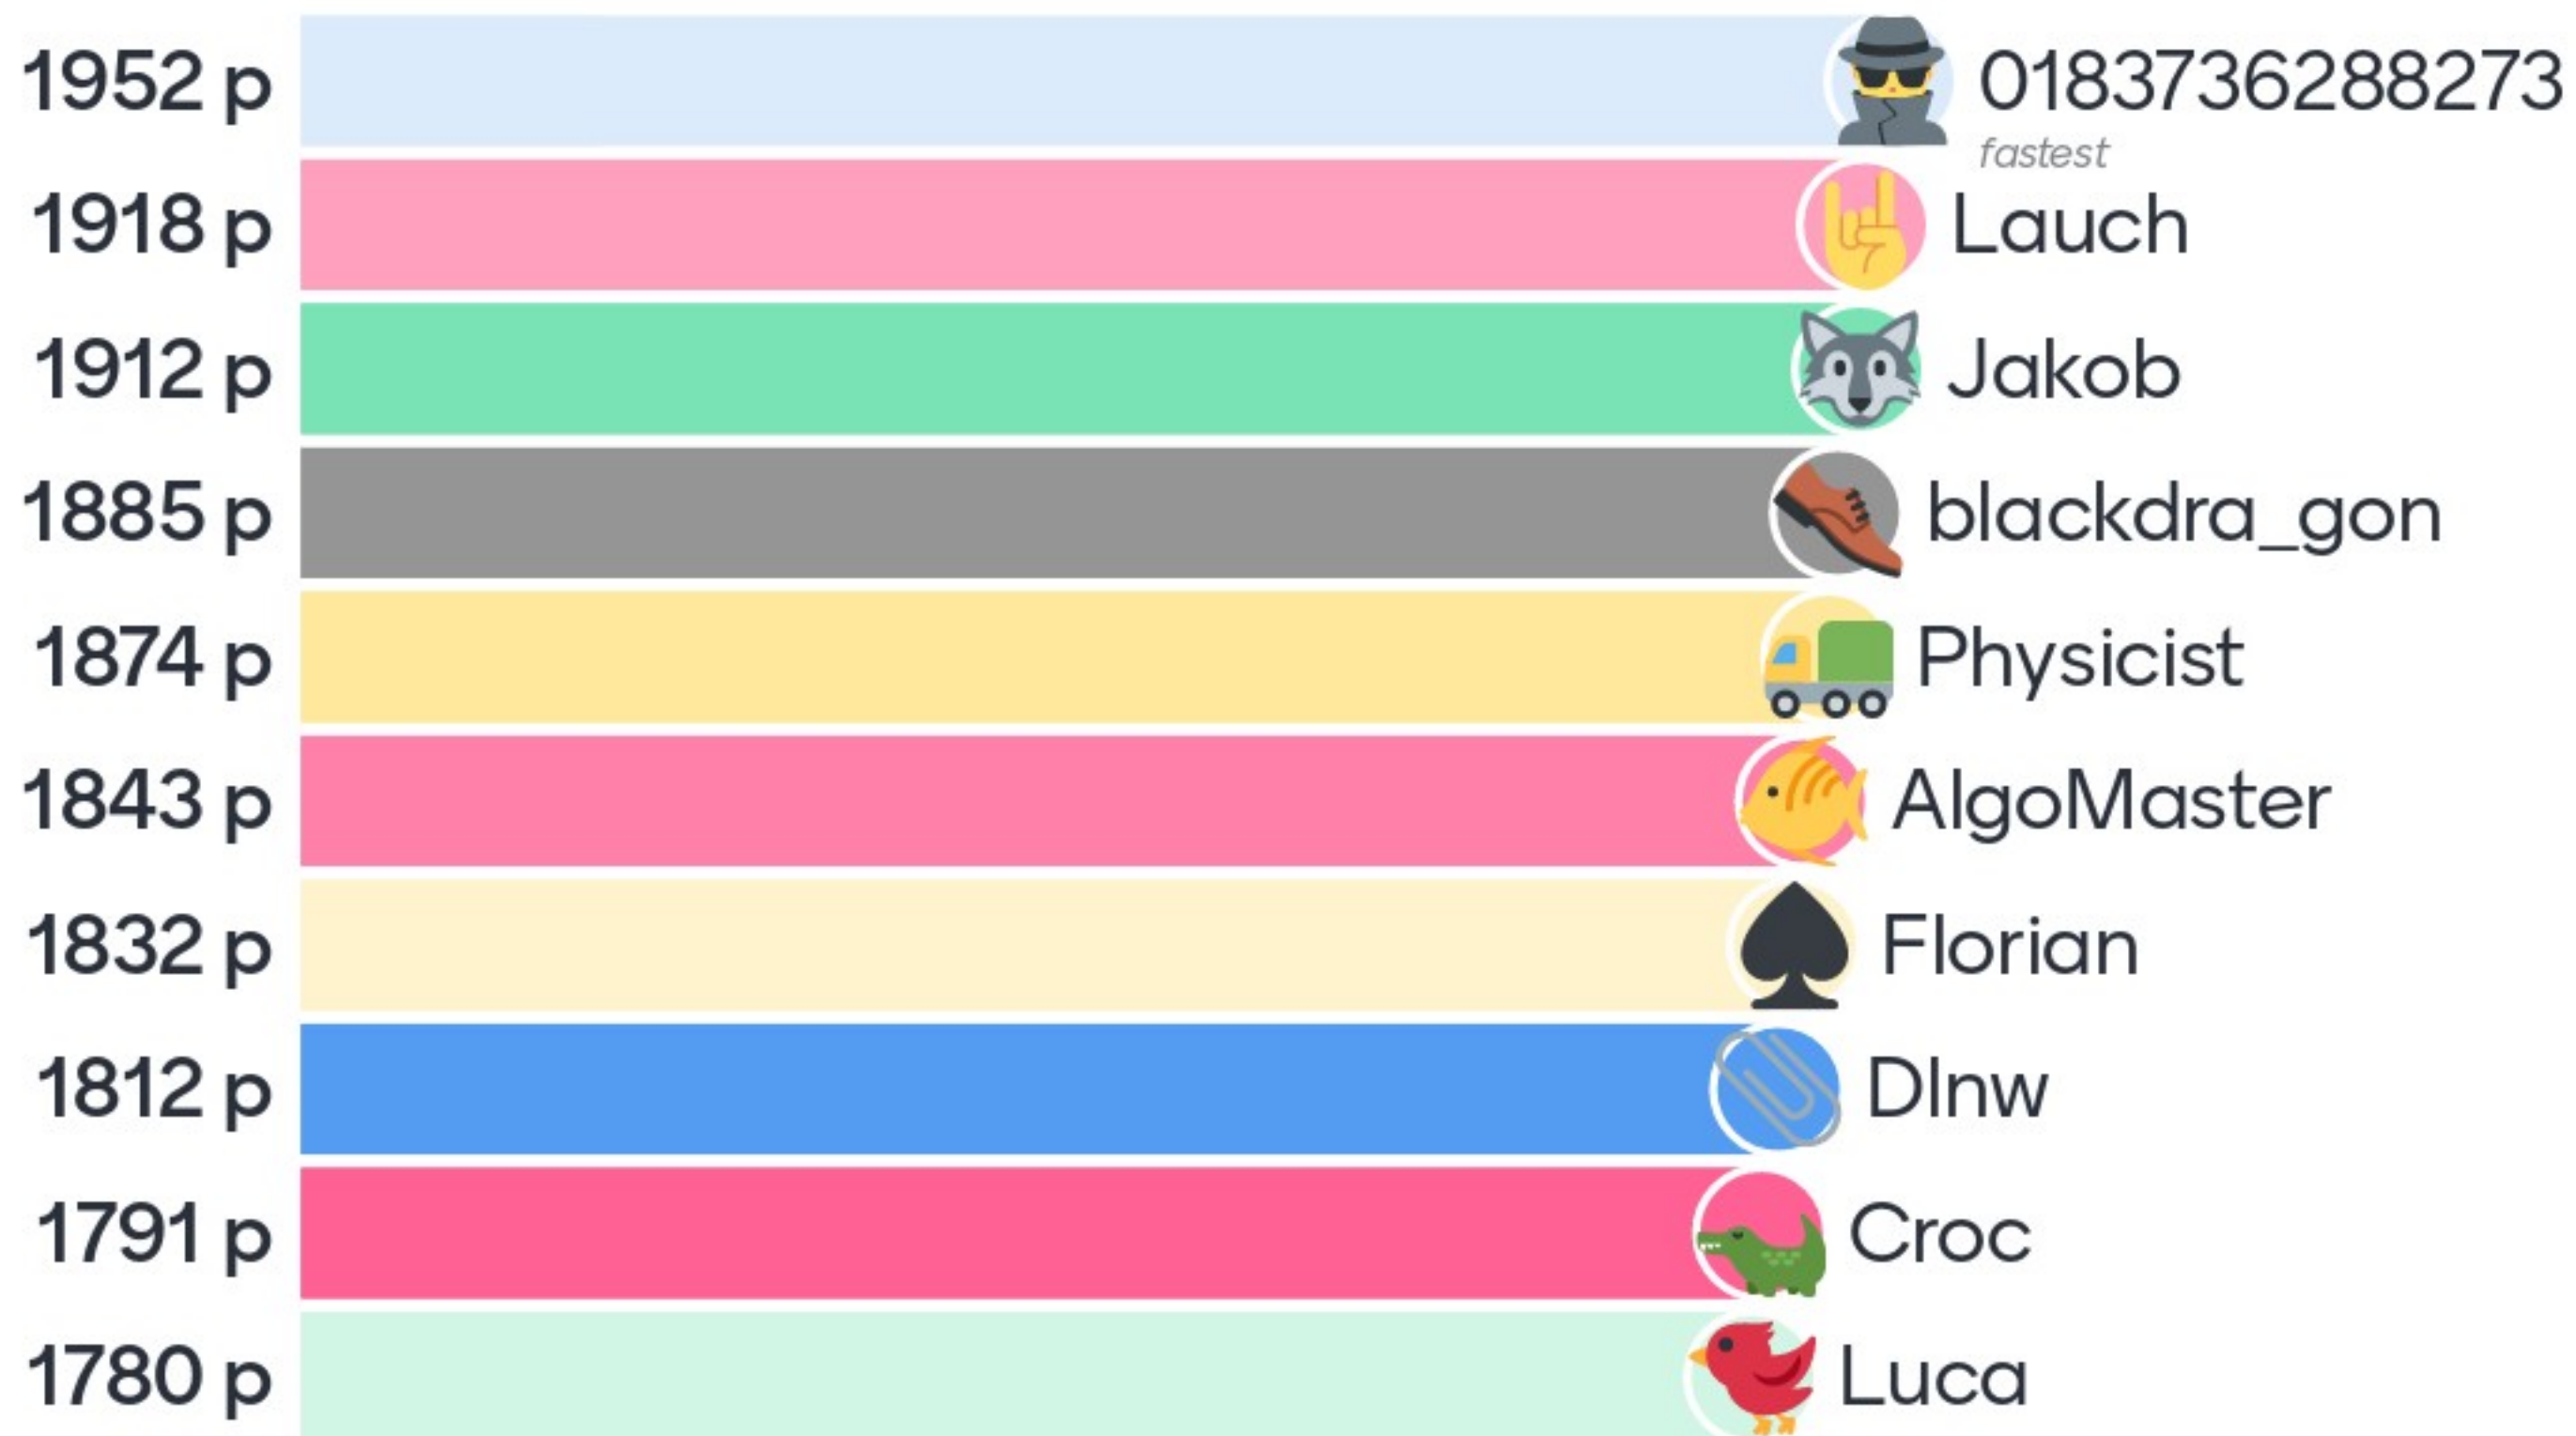 1952 p 0183736288273
fastest
1918 p Lauch
1912 p Jakob
1885 p blackdra_gon
1874 p Physicist
1843 p AlgoMaster
1832 p Florian
1812 p Dlnw
1791 p Croc
1780 p Luca